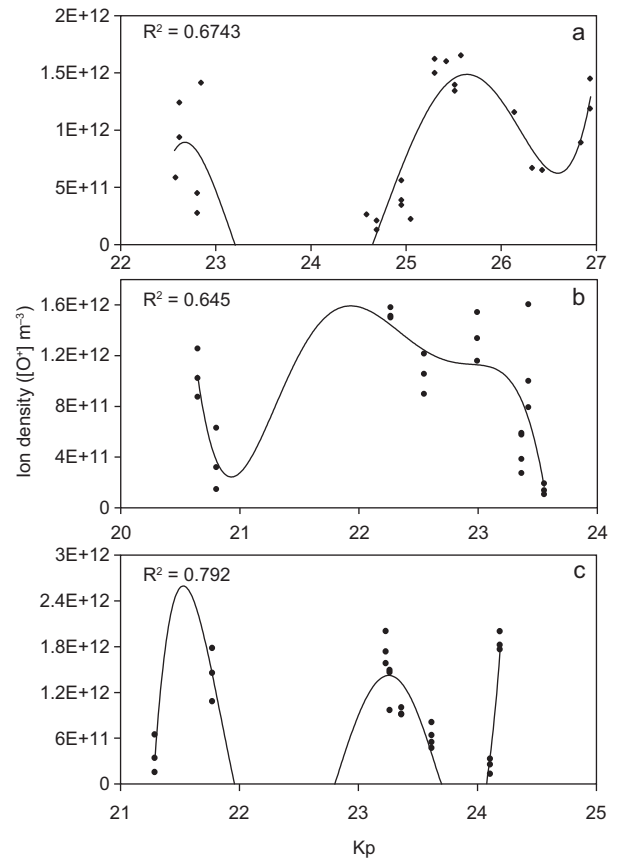 2E+12
R² = 0.6743
a
1.5E+12
1E+12
5E+11
0
22 23 24 25 26 27
R² = 0.645
b
1.6E+12
1.2E+12
8E+11
4E+11
0
20 21 22 23 24
Ion density ([O⁺] m⁻³)
3E+12
R² = 0.792
c
2.4E+12
1.8E+12
1.2E+12
6E+11
0
21 22 23 24 25
Kp